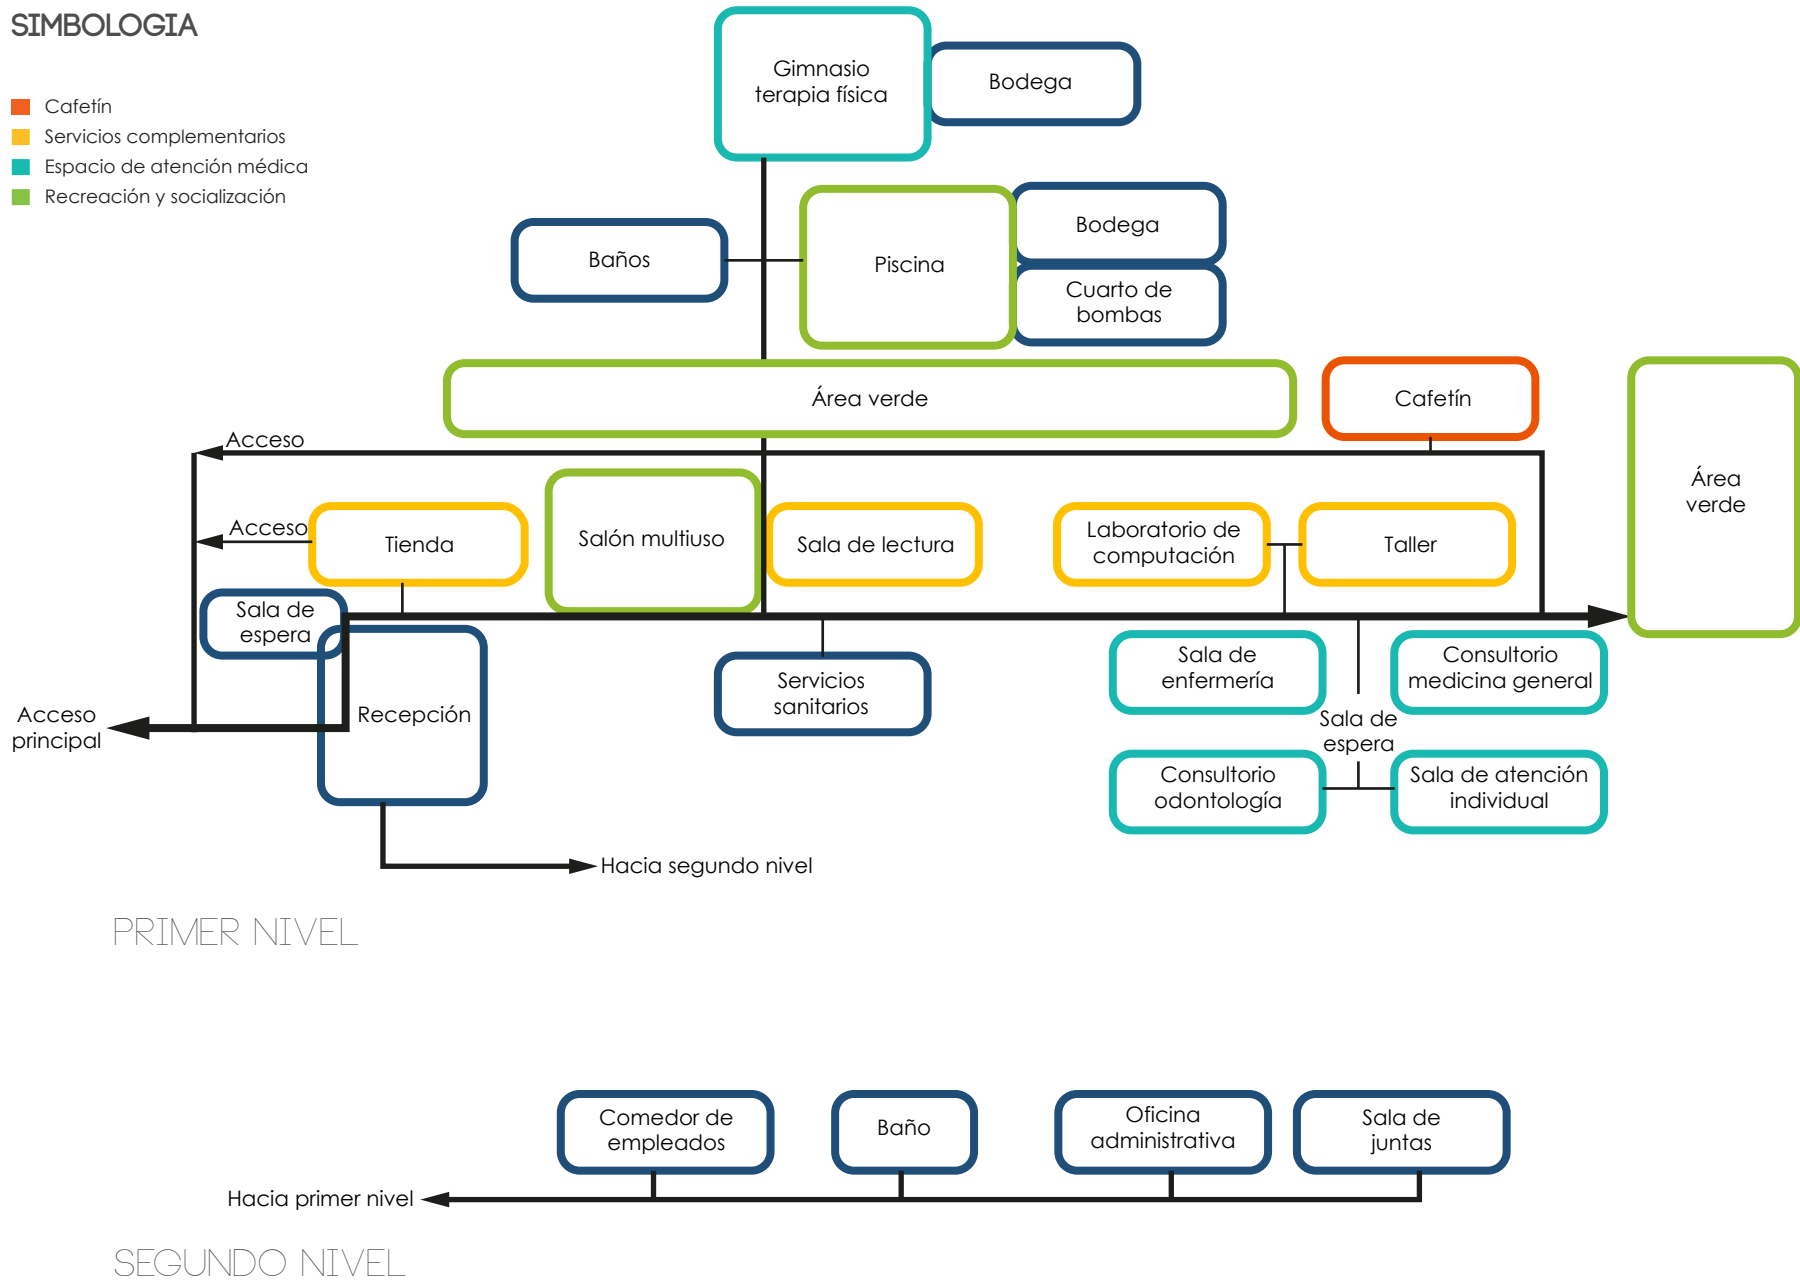 SIMBOLOGIA
Cafetín
Servicios complementarios
Espacio de atención médica
Recreación y socialización
Gimnasio
terapia física
Bodega
Baños
Piscina
Bodega
Cuarto de
bombas
Área verde
Cafetín
Área
verde
Acceso
Acceso
Tienda
Salón multiuso
Sala de lectura
Laboratorio de
computación
Taller
Sala de
espera
Recepción
Acceso
principal
Servicios
sanitarios
Sala de
enfermería
Consultorio
medicina general
Sala de
espera
Consultorio
odontología
Sala de atención
individual
Hacia segundo nivel
PRIMER NIVEL
Comedor de
empleados
Baño
Oficina
administrativa
Sala de
juntas
Hacia primer nivel
SEGUNDO NIVEL